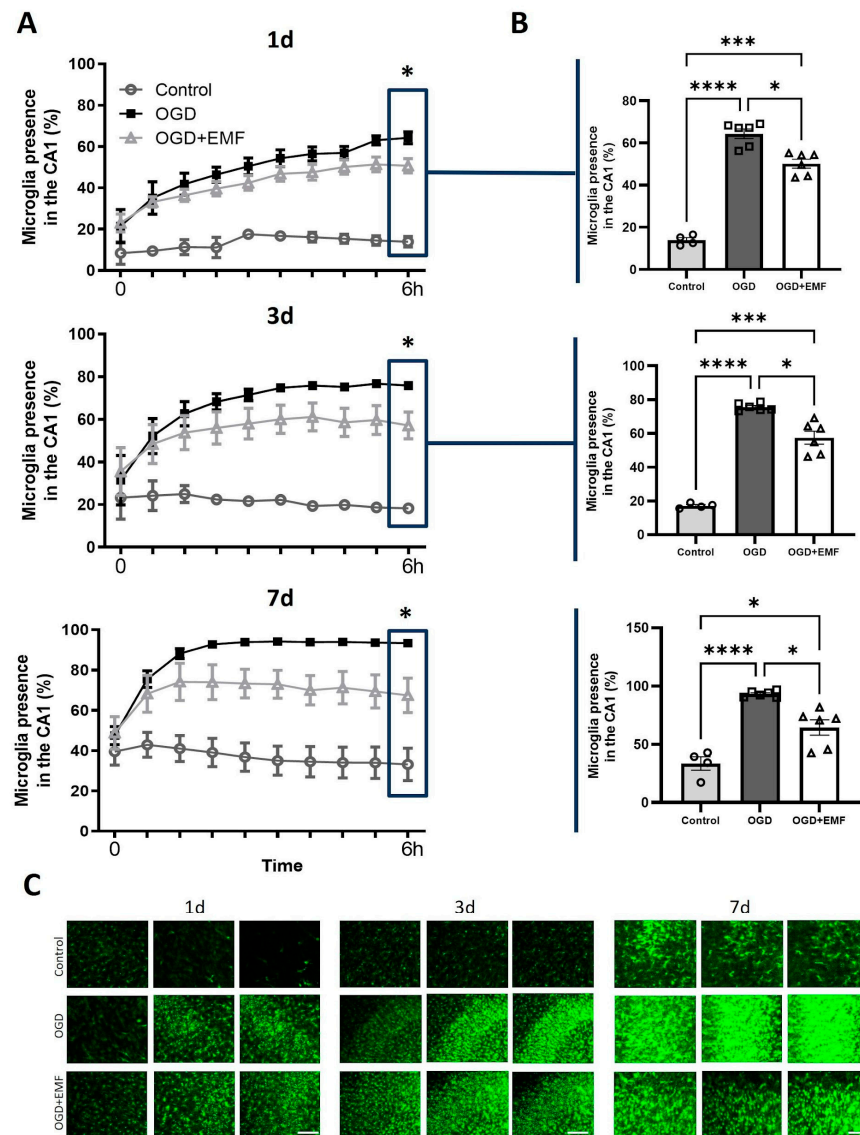 A
1d
*
Control
OGD
OGD+EMF
Microglia presence
in the CA1 (%)
100
80
60
40
20
0
0
6h
3d
*
Microglia presence
in the CA1 (%)
100
80
60
40
20
0
0
6h
7d
*
Microglia presence
in the CA1 (%)
100
80
60
40
20
0
0
6h
Time
B
***
**** *
Microglia presence
in the CA1 (%)
80
60
40
20
0
Control OGD OGD+EMF
***
**** *
Microglia presence
in the CA1 (%)
100
80
60
40
20
0
Control OGD OGD+EMF
*
**** *
Microglia presence
in the CA1 (%)
150
100
50
0
Control OGD OGD+EMF
C
1d 3d 7d
Control
OGD
OGD+EMF